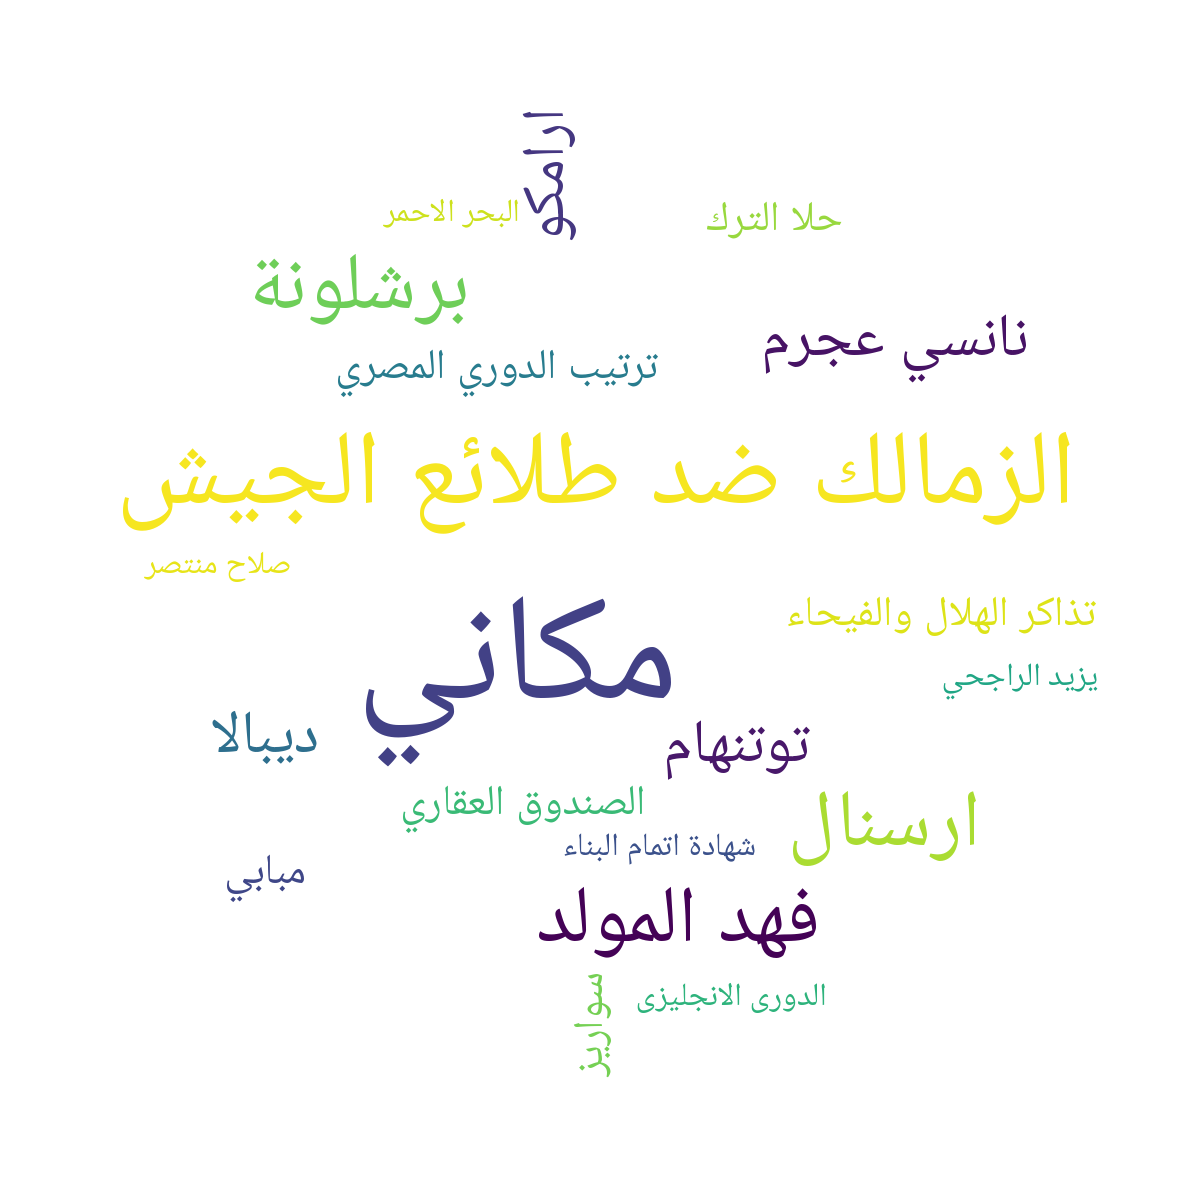 ارامكو
البحر الاحمر
حلا الترك
برشلونة
نانسي عجرم
ترتيب الدوري المصري
الزمالك ضد طلائع الجيش
صلاح منتصر
تذاكر الهلال والفيحاء
مكاني
يزيد الراجحي
ديبالا
توتنهام
الصندوق العقاري
ارسنال
شهادة اتمام البناء
مبابي
فهد المولد
سواريز
الدورى الانجليزى